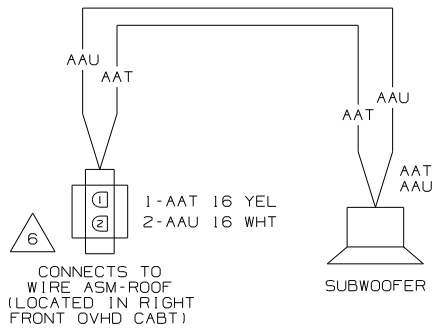 AAU
AAT
AAU
AAT
AAT
AAU
1 1-AAT 16 YEL
2 2-AAU 16 WHT
6
CONNECTS TO
WIRE ASM-ROOF
(LOCATED IN RIGHT
FRONT OVHD CABT)
SUBWOOFER